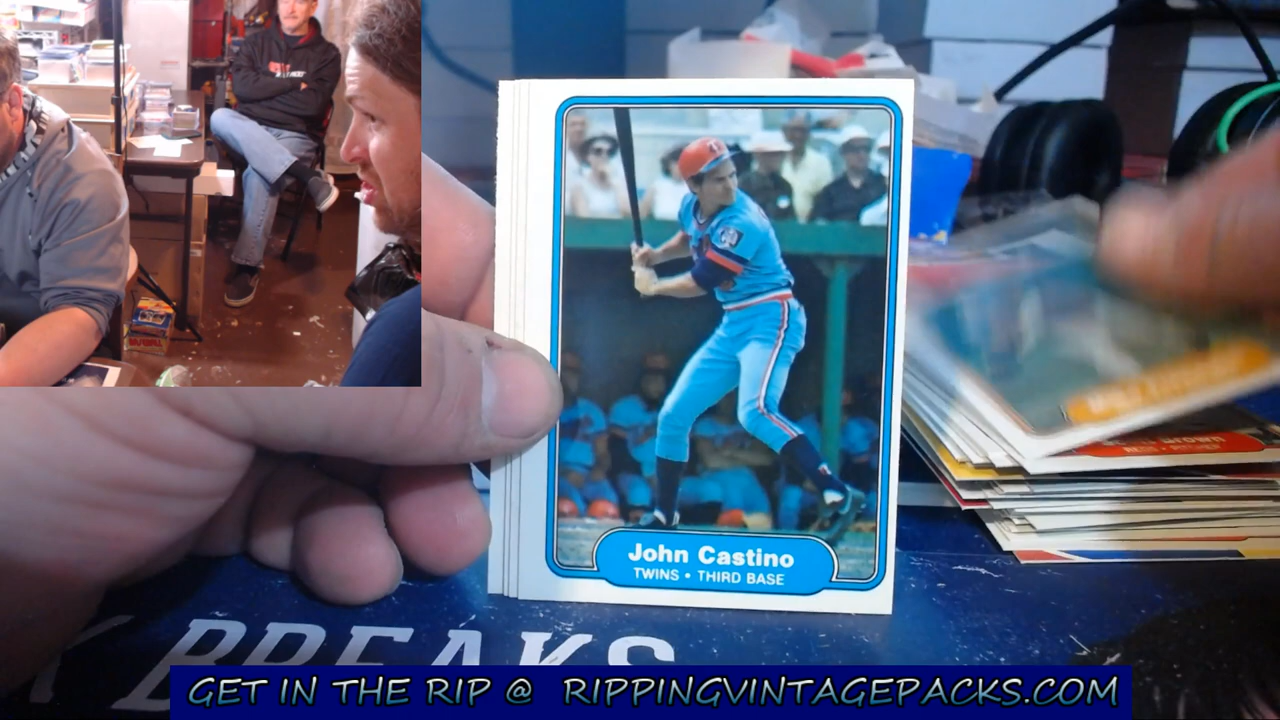 John Castino
TWINS • THIRD BASE
BREAKS
GET IN THE RIP @ RIPPINGVINTAGEPACKS.COM